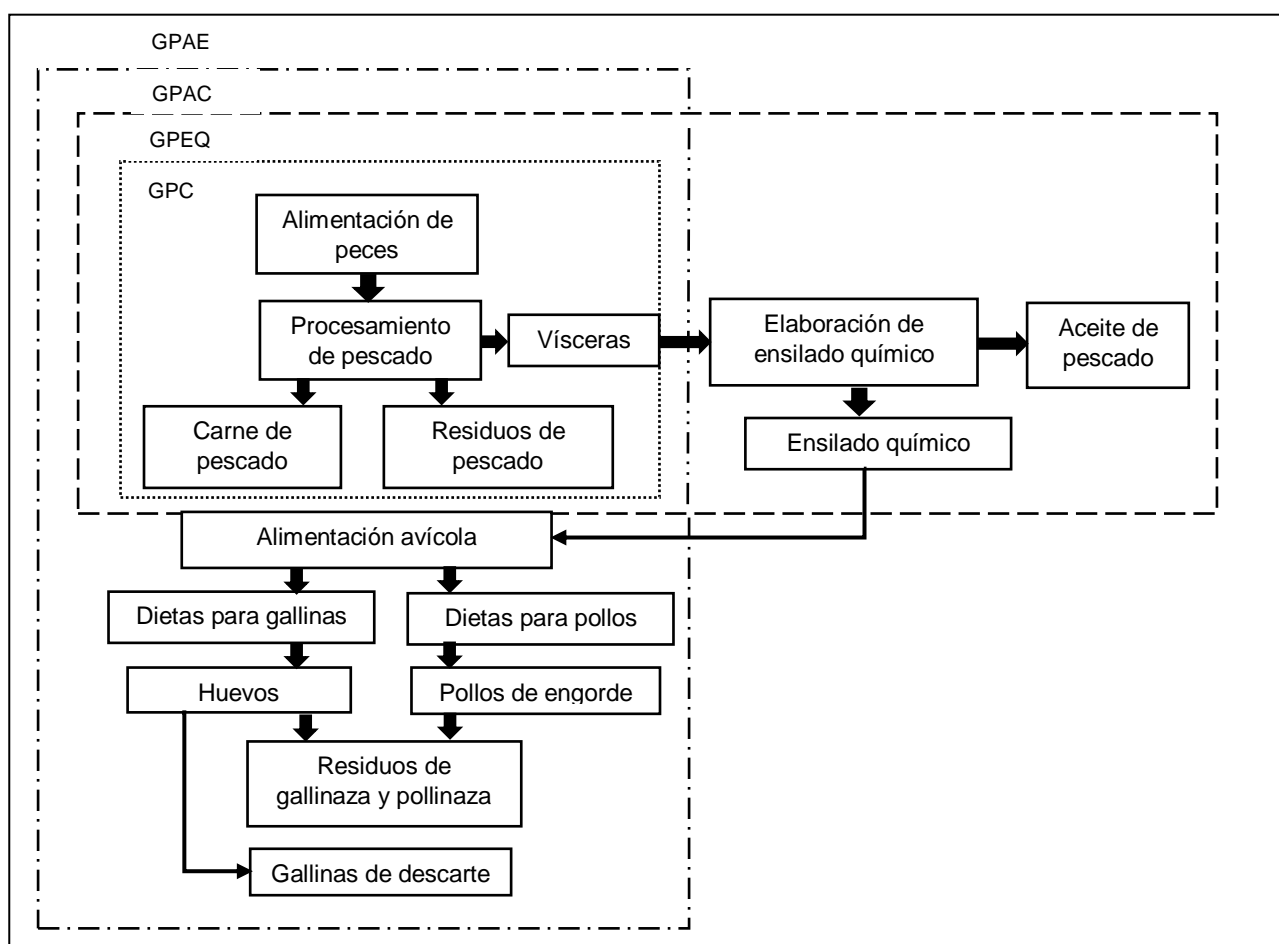 GPAE
GPAC
GPEQ
GPC
Alimentación de
peces
Procesamiento
de pescado
Vísceras
Elaboración de
ensilado químico
Aceite de
pescado
Carne de
pescado
Residuos de
pescado
Ensilado químico
Alimentación avícola
Dietas para gallinas
Dietas para pollos
Huevos
Pollos de engorde
Residuos de
gallinaza y pollinaza
Gallinas de descarte